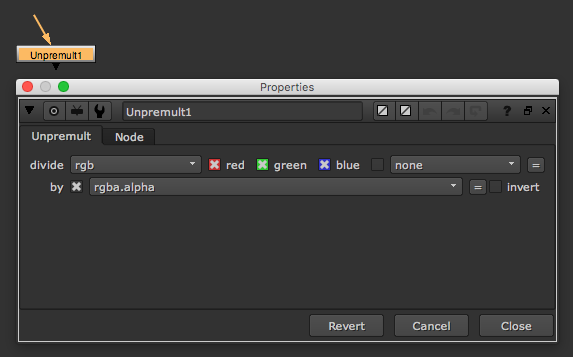 Unpremult1
Properties
Unpremult1 ?
Unpremult Node
divide rgb red green blue none =
by rgba.alpha = invert
Revert Cancel Close